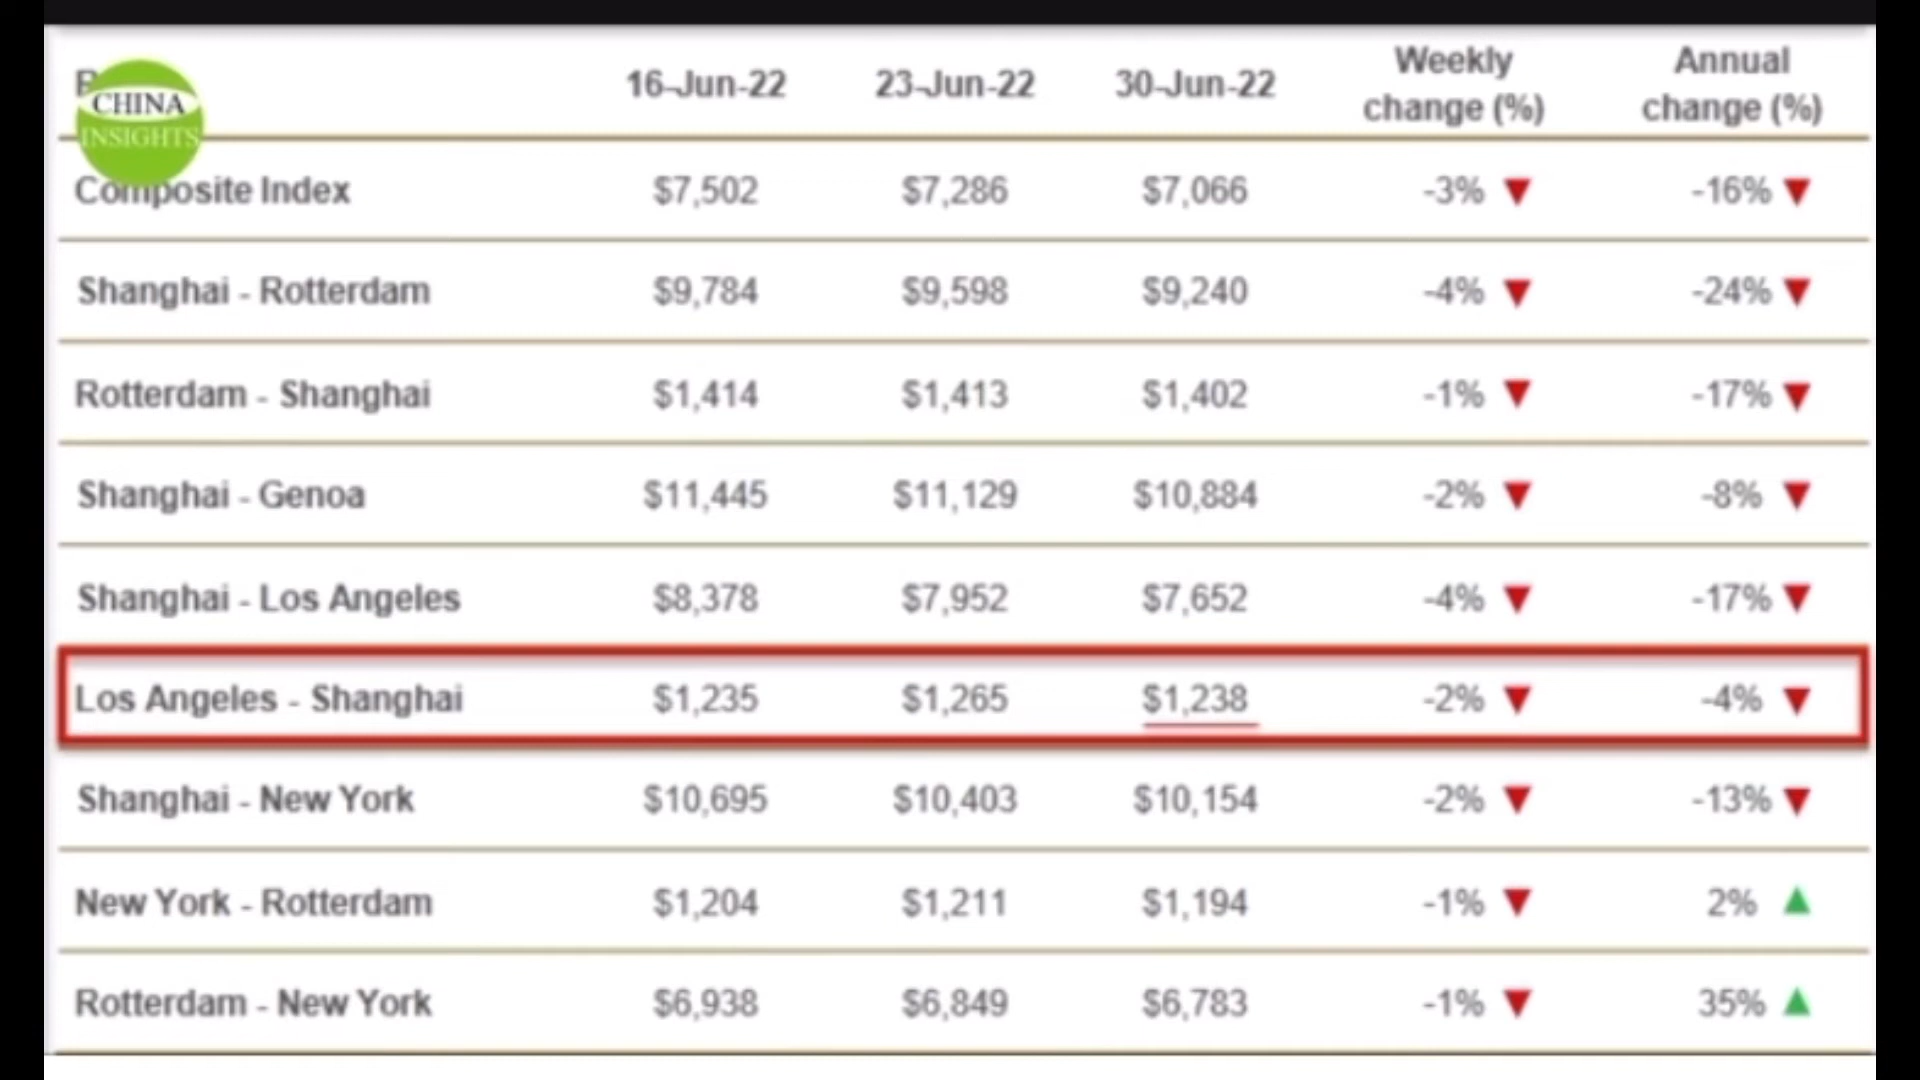 CHINA
INSIGHTS
16-Jun-22 23-Jun-22 30-Jun-22 Weekly change (%) Annual change (%)
Composite Index $7,502 $7,286 $7,066 -3% ▼ -16% ▼
Shanghai - Rotterdam $9,784 $9,598 $9,240 -4% ▼ -24% ▼
Rotterdam - Shanghai $1,414 $1,413 $1,402 -1% ▼ -17% ▼
Shanghai - Genoa $11,445 $11,129 $10,884 -2% ▼ -8% ▼
Shanghai - Los Angeles $8,378 $7,952 $7,652 -4% ▼ -17% ▼
Los Angeles - Shanghai $1,235 $1,265 $1,238 -2% ▼ -4% ▼
Shanghai - New York $10,695 $10,403 $10,154 -2% ▼ -13% ▼
New York - Rotterdam $1,204 $1,211 $1,194 -1% ▼ 2% ▲
Rotterdam - New York $6,938 $6,849 $6,783 -1% ▼ 35% ▲